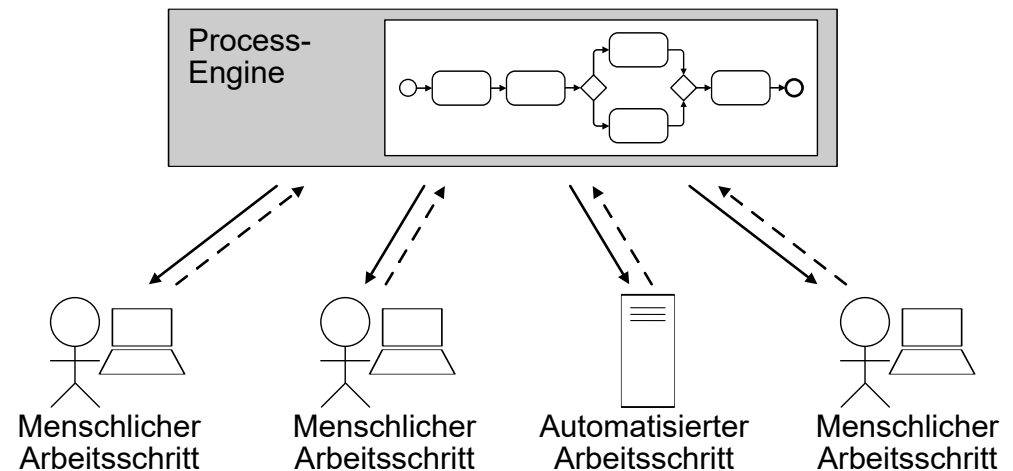 Process-
Engine
Menschlicher
Arbeitsschritt
Menschlicher
Arbeitsschritt
Automatisierter
Arbeitsschritt
Menschlicher
Arbeitsschritt